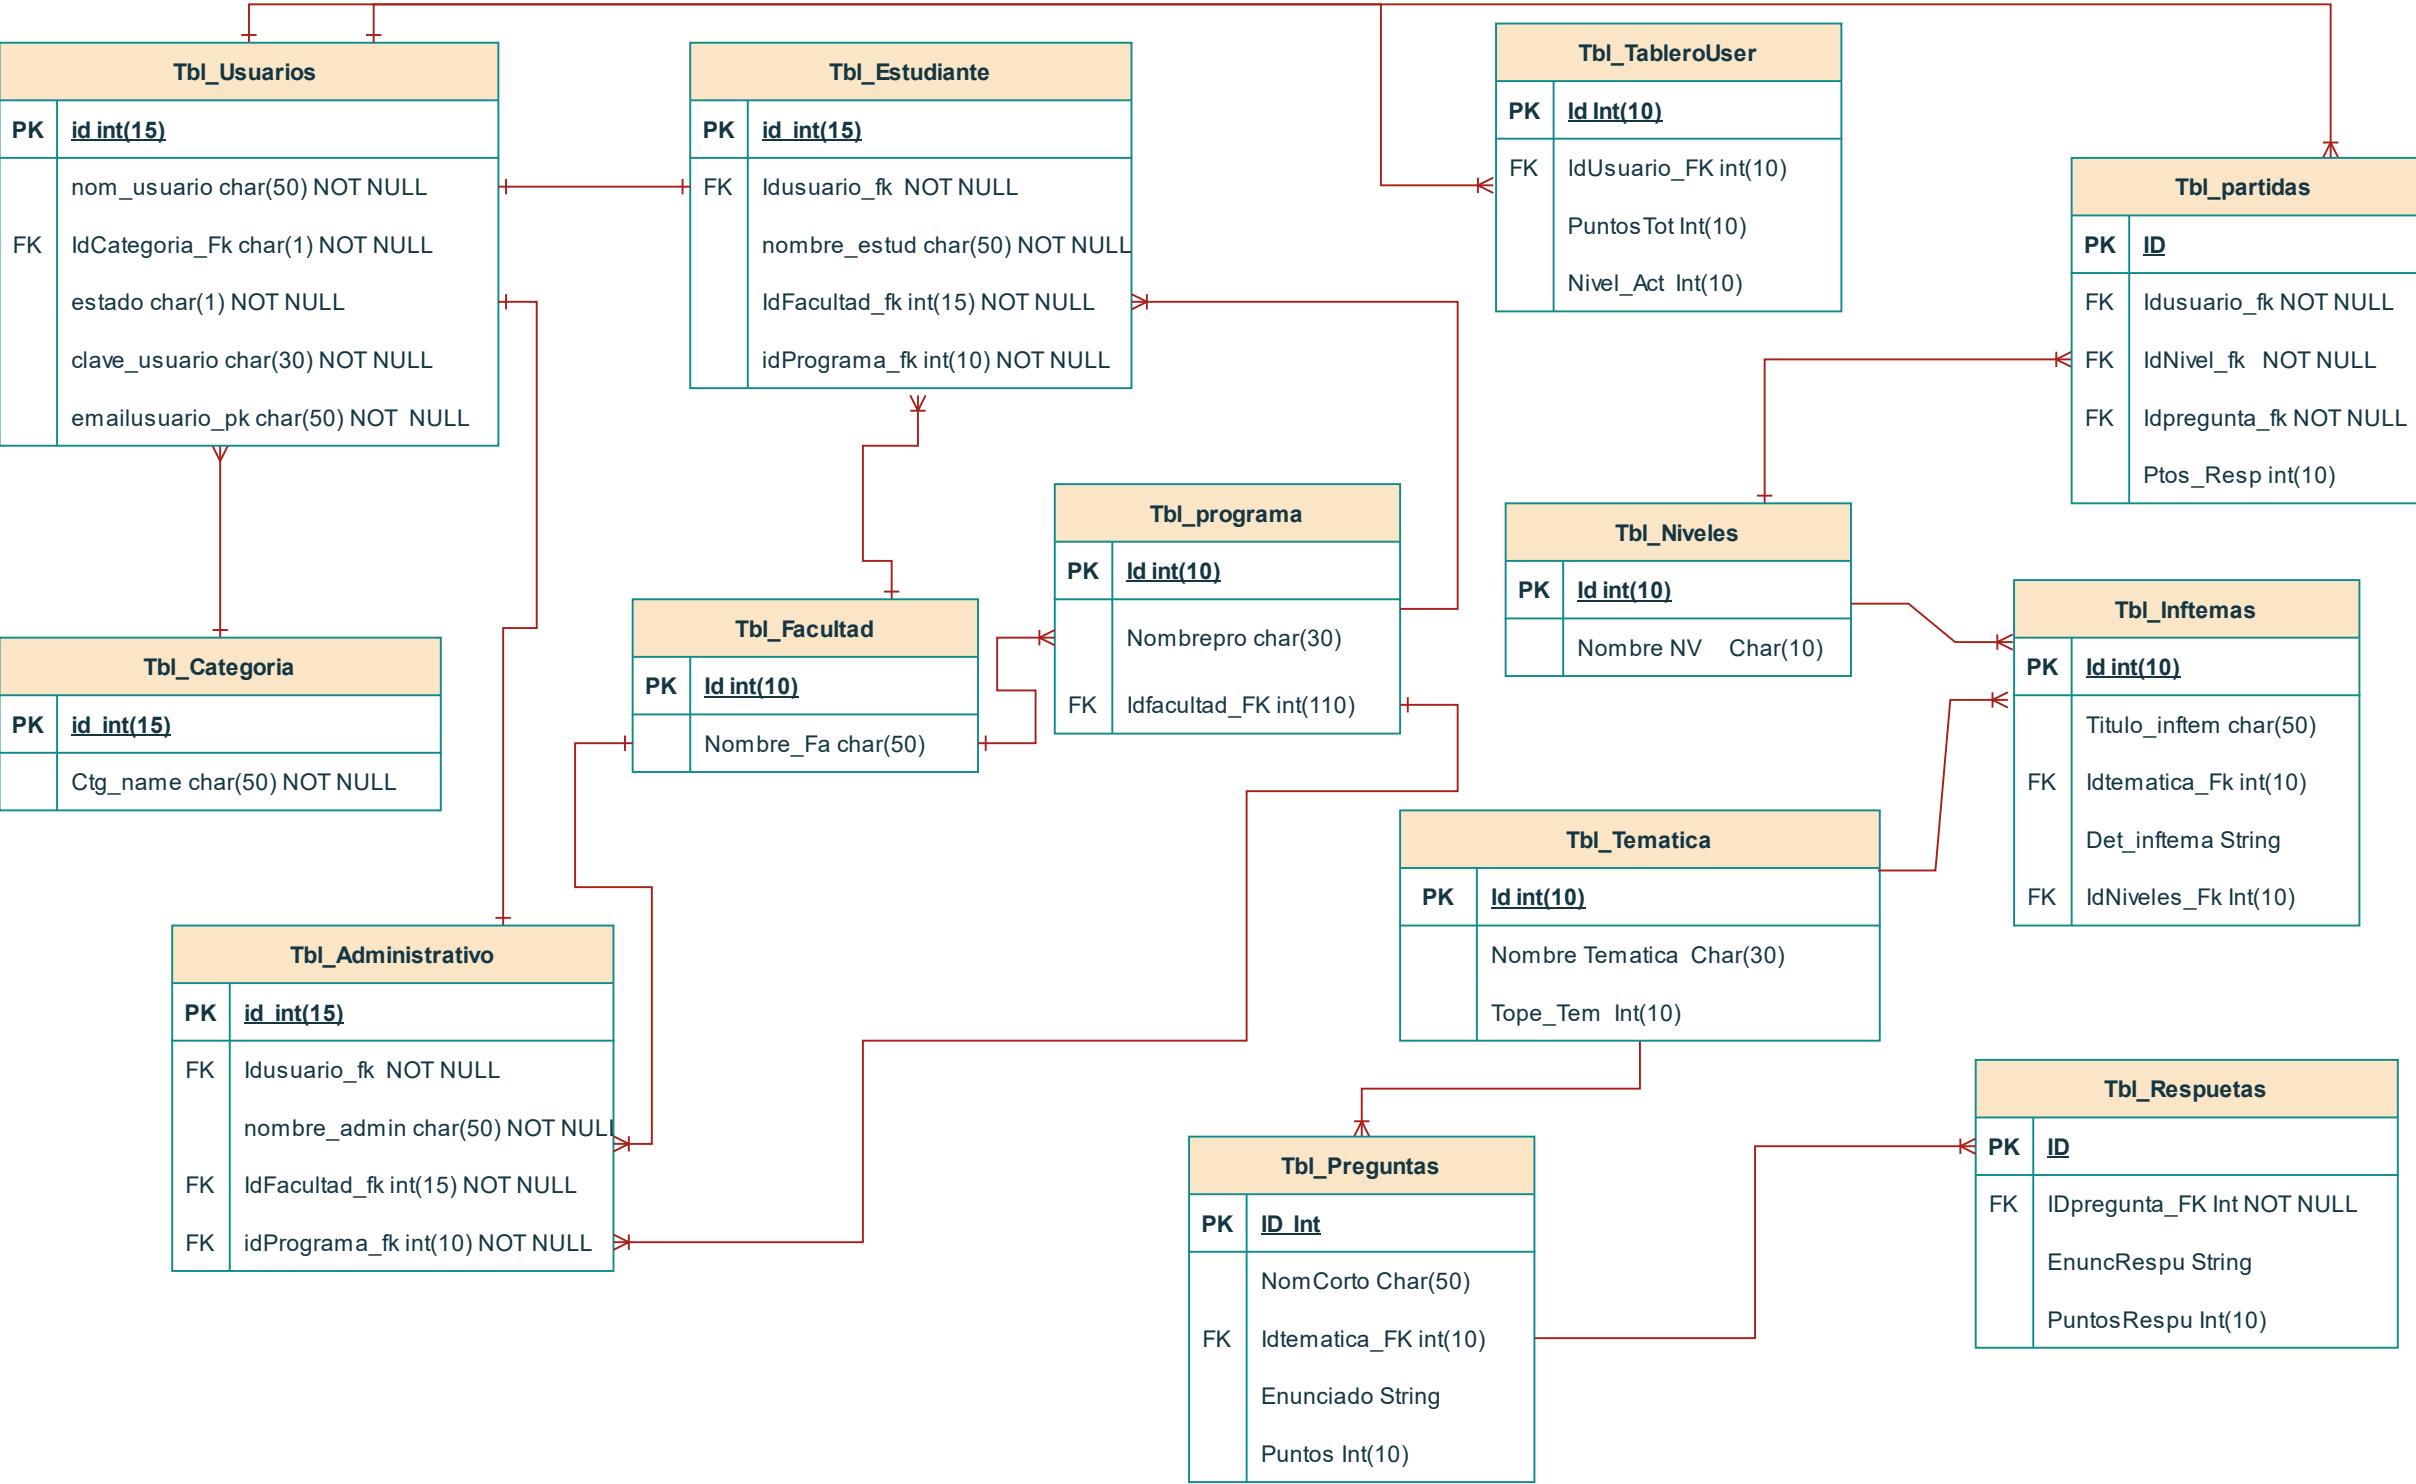 Tbl_Usuarios
PK id int(15)
nom_usuario char(50) NOT NULL
FK IdCategoria_Fk char(1) NOT NULL
estado char(1) NOT NULL
clave_usuario char(30) NOT NULL
emailusuario_pk char(50) NOT NULL
Tbl_Estudiante
PK id int(15)
FK Idusuario_fk NOT NULL
nombre_estud char(50) NOT NULL
IdFacultad_fk int(15) NOT NULL
idPrograma_fk int(10) NOT NULL
Tbl_TableroUser
PK Id Int(10)
FK IdUsuario_FK int(10)
PuntosTot Int(10)
Nivel_Act Int(10)
Tbl_partidas
PK ID
FK Idusuario_fk NOT NULL
FK IdNivel_fk NOT NULL
FK Idpregunta_fk NOT NULL
Ptos_Resp int(10)
Tbl_programa
PK Id int(10)
Nombrepro char(30)
FK Idfacultad_FK int(110)
Tbl_Niveles
PK Id int(10)
Nombre NV Char(10)
Tbl_Inftemas
PK Id int(10)
Titulo_inftem char(50)
FK Idtematica_Fk int(10)
Det_inftema String
FK IdNiveles_Fk Int(10)
Tbl_Facultad
PK Id int(10)
Nombre_Fa char(50)
Tbl_Categoria
PK id int(15)
Ctg_name char(50) NOT NULL
Tbl_Tematica
PK Id int(10)
Nombre Tematica Char(30)
Tope_Tem Int(10)
Tbl_Administrativo
PK id int(15)
FK Idusuario_fk NOT NULL
nombre_admin char(50) NOT NULL
FK IdFacultad_fk int(15) NOT NULL
FK idPrograma_fk int(10) NOT NULL
Tbl_Preguntas
PK ID Int
NomCorto Char(50)
FK Idtematica_FK int(10)
Enunciado String
Puntos Int(10)
Tbl_Respuetas
PK ID
FK IDpregunta_FK Int NOT NULL
EnuncRespu String
PuntosRespu Int(10)